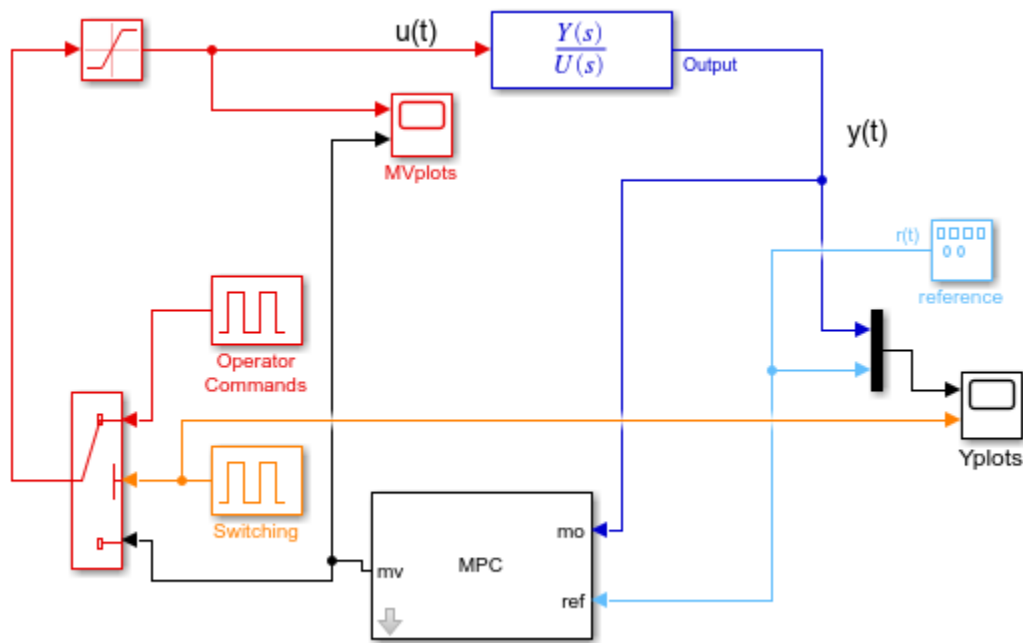 u(t)
Y(s)
U(s)
Output
MVplots
y(t)
r(t)
reference
Operator
Commands
Yplots
Switching
mo
MPC
mv
ref